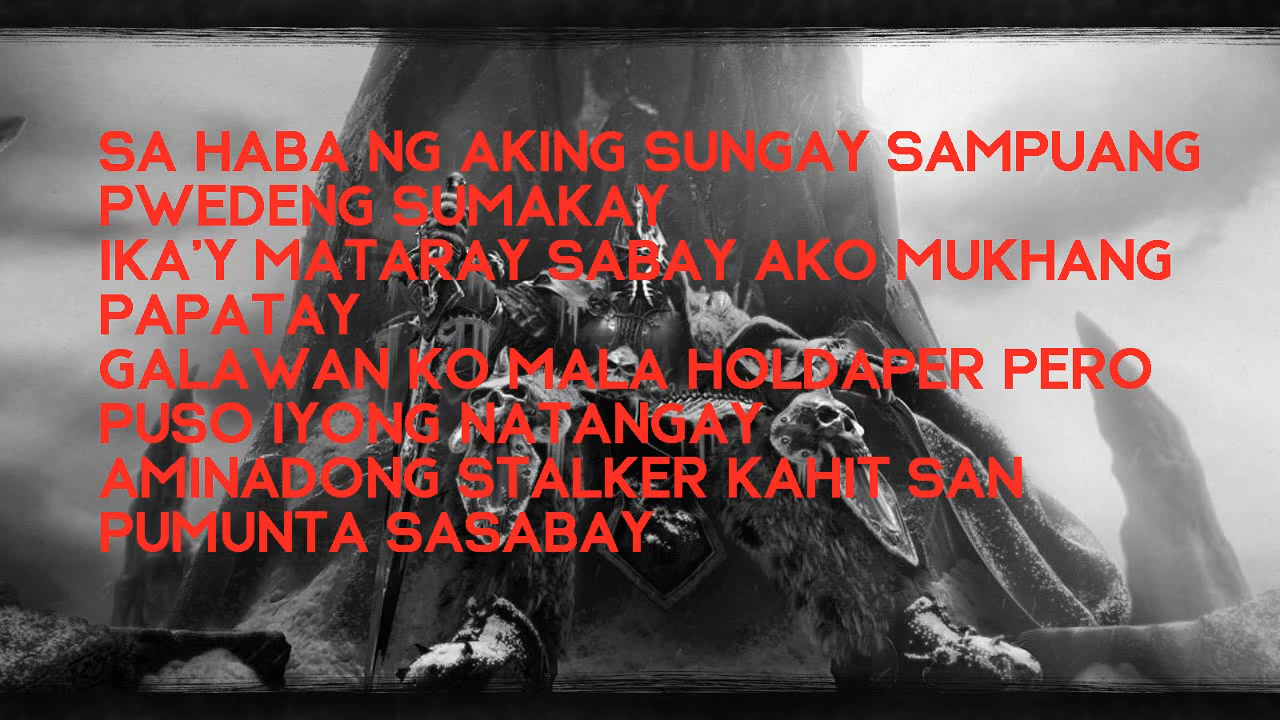 SA HABA NG AKING SUNGAY SAMPUANG
PWEDENG SUMAKAY
IKA'Y MATARAY SABAY AKO MUKHANG
PAPATAY
GALAWAN KO MALA HOLDAPER PERO
PUSO IYONG NATANGAY
AMINADONG STALKER KAHIT SAN
PUMUNTA SASABAY